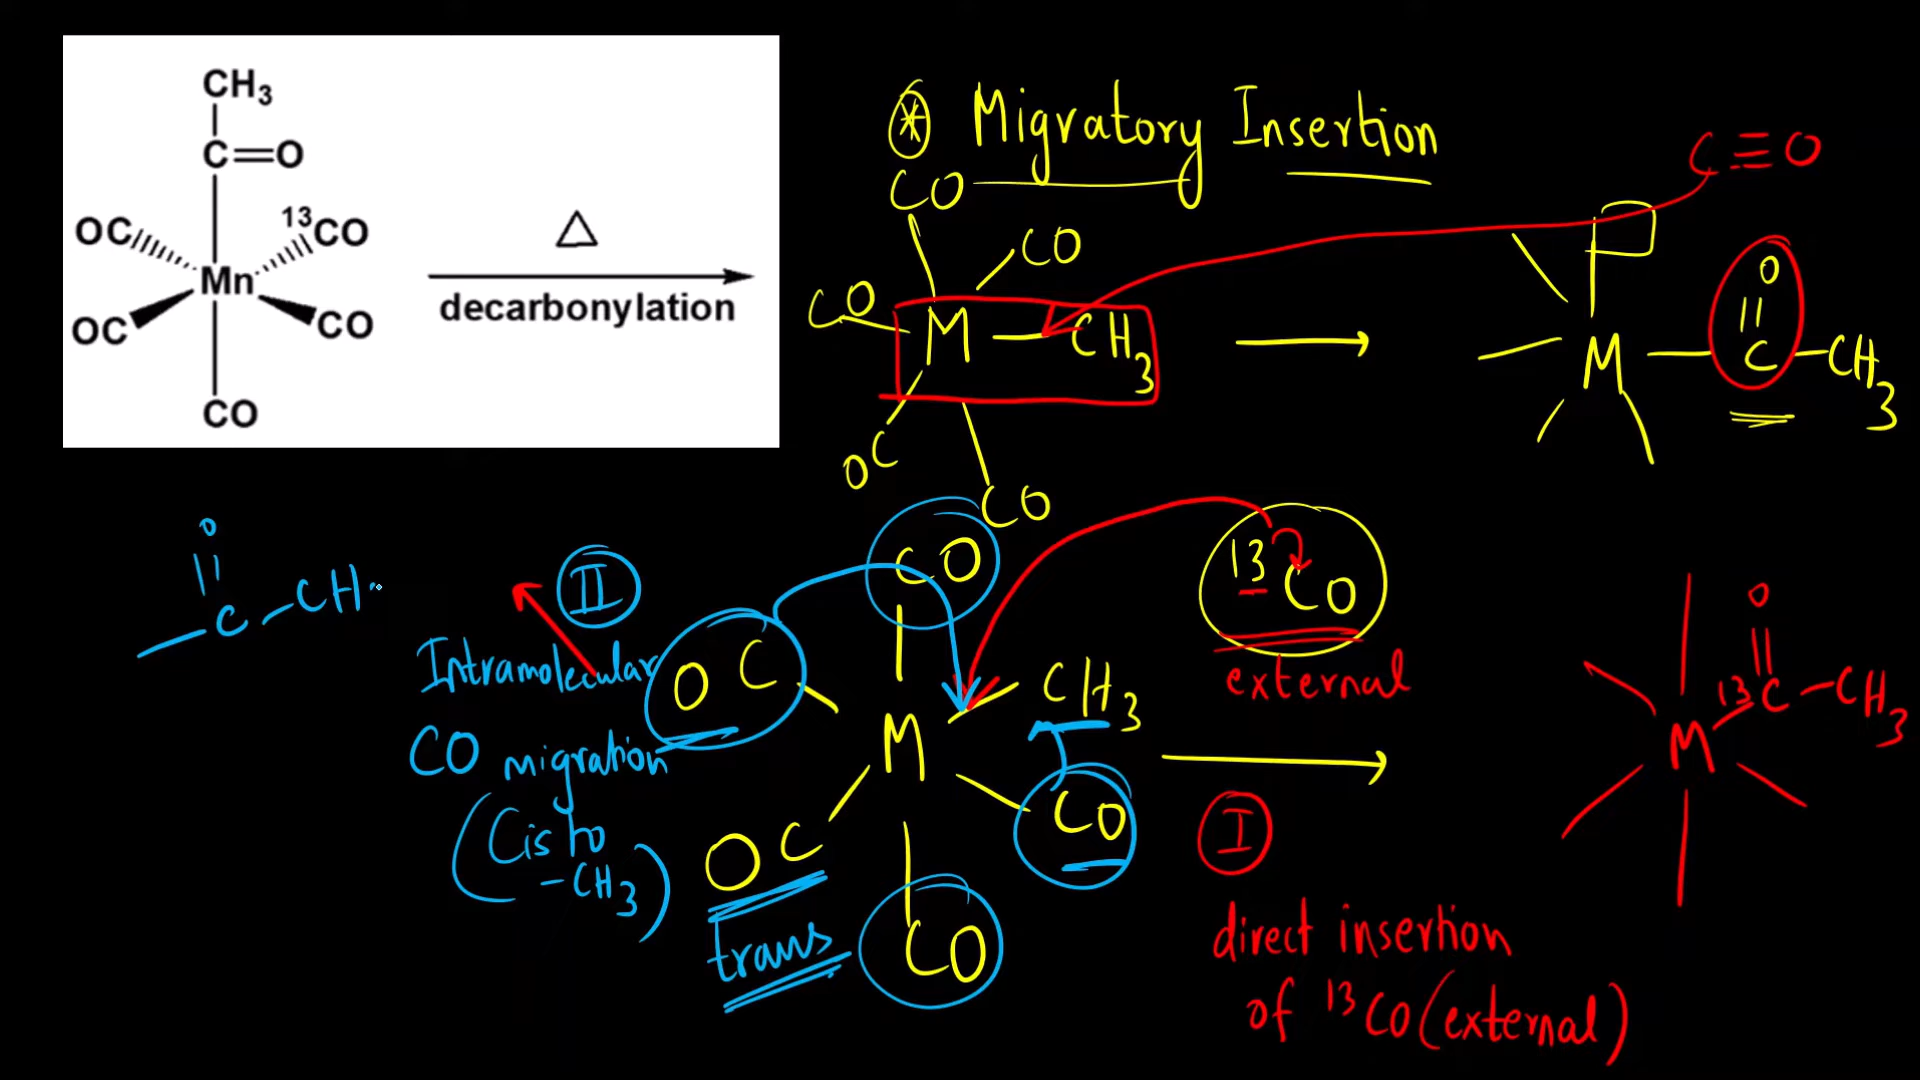 CH3
C=O
OC 13CO
Mn
OC CO
CO
△
decarbonylation
* Migratory Insertion
C≡O
CO
CO
CO
M - CH3
OC
CO
O
M - C - CH3
O
C - CH
II
Intramolecular
CO migration
(Cis to
-CH3)
CO
OC
CH3
M
OC
CO
trans
CO
13CO
external
I
direct insertion
of 13CO (external)
O
13C - CH3
M